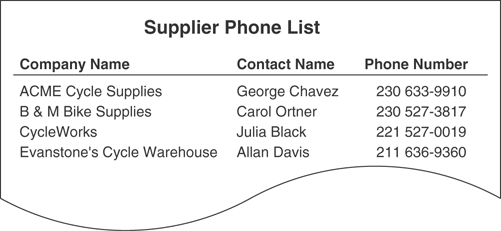 Supplier Phone List
Company Name Contact Name Phone Number
ACME Cycle Supplies George Chavez 230 633-9910
B & M Bike Supplies Carol Ortner 230 527-3817
CycleWorks Julia Black 221 527-0019
Evanstone's Cycle Warehouse Allan Davis 211 636-9360